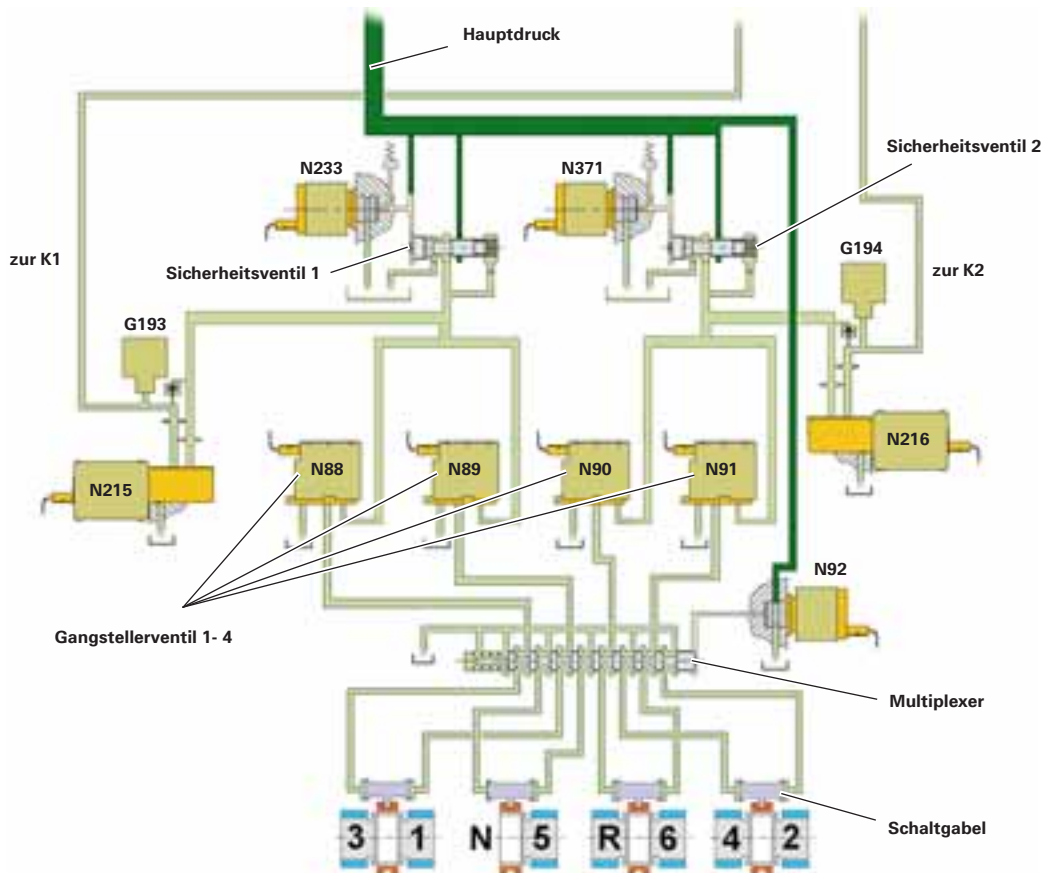 Hauptdruck
N233
N371
Sicherheitsventil 2
zur K1
Sicherheitsventil 1
G194
zur K2
G193
N88
N89
N90
N91
N216
N215
N92
Gangstellerventil 1- 4
Multiplexer
Schaltgabel
3 1 N 5 R 6 4 2